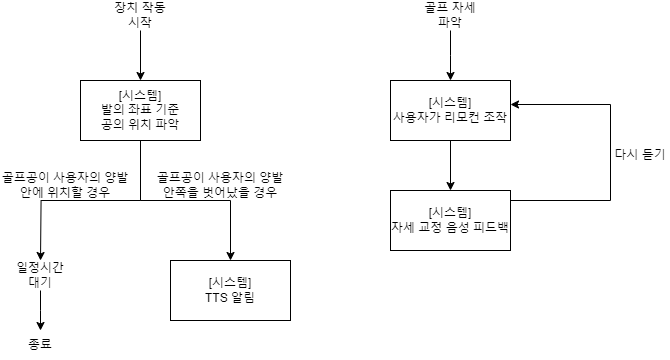 장치 작동
시작
[시스템]
발의 좌표 기준
공의 위치 파악
골프공이 사용자의 양발
안에 위치할 경우
골프공이 사용자의 양발
안쪽을 벗어났을 경우
일정시간
대기
종료
[시스템]
TTS 알림
골프 자세
파악
[시스템]
사용자가 리모컨 조작
다시 듣기
[시스템]
자세 교정 음성 피드백